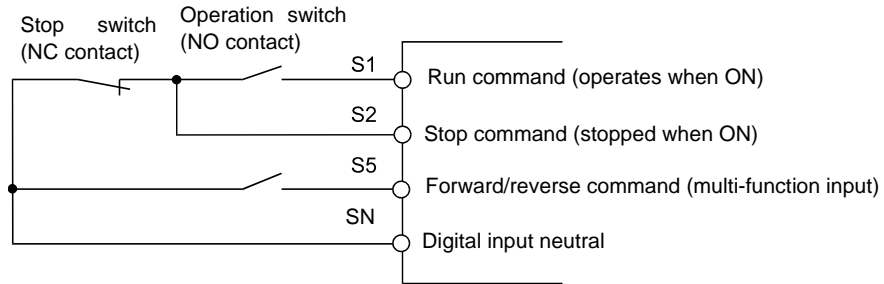 Stop switch
(NC contact)
Operation switch
(NO contact)
S1
Run command (operates when ON)
S2
Stop command (stopped when ON)
S5
Forward/reverse command (multi-function input)
SN
Digital input neutral